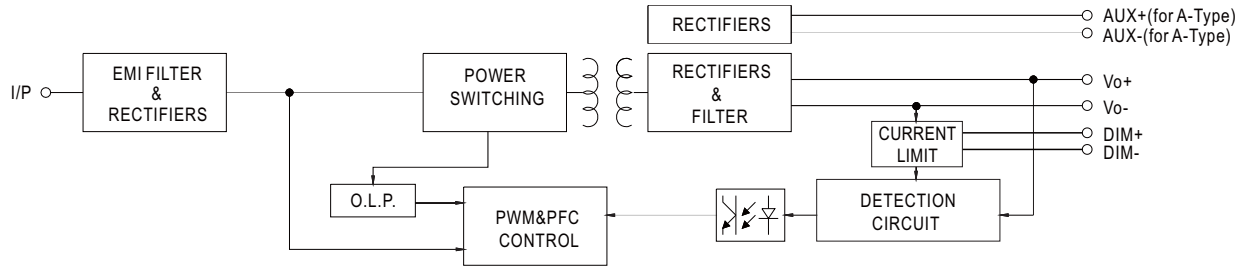 RECTIFIERS
AUX+(for A-Type)
AUX-(for A-Type)
I/P
EMI FILTER
&
RECTIFIERS
POWER
SWITCHING
RECTIFIERS
&
FILTER
Vo+
Vo-
CURRENT
LIMIT
DIM+
DIM-
O.L.P.
PWM&PFC
CONTROL
DETECTION
CIRCUIT